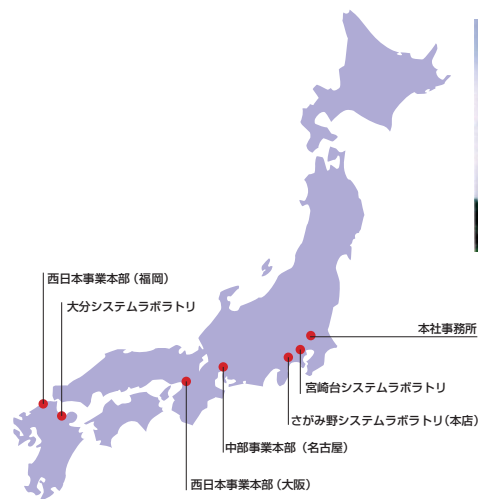 西日本事業本部（福岡）
大分システムラボラトリ
本社事務所
宮崎台システムラボラトリ
さがみ野システムラボラトリ（本店）
中部事業本部（名古屋）
西日本事業本部（大阪）